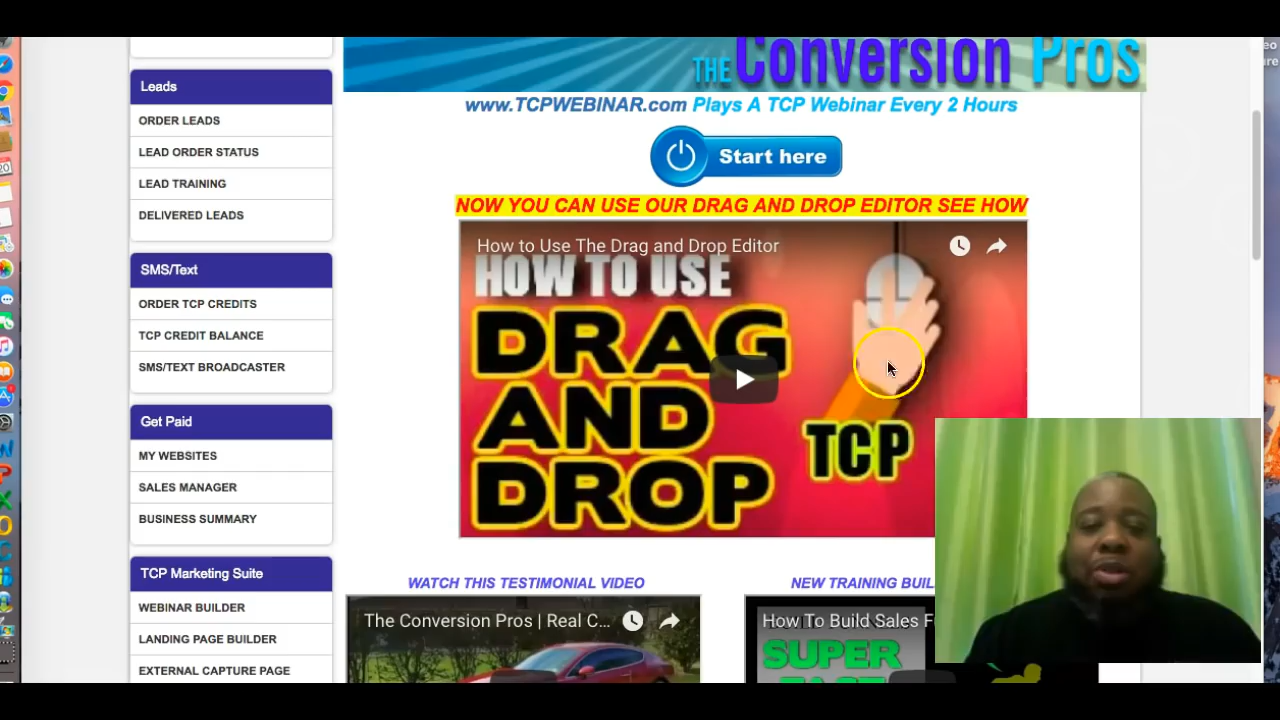 THE Conversion Pros
www.TCPWEBINAR.com Plays A TCP Webinar Every 2 Hours
Start here
NOW YOU CAN USE OUR DRAG AND DROP EDITOR SEE HOW
Leads
ORDER LEADS
LEAD ORDER STATUS
LEAD TRAINING
DELIVERED LEADS
SMS/Text
ORDER TCP CREDITS
TCP CREDIT BALANCE
SMS/TEXT BROADCASTER
Get Paid
MY WEBSITES
SALES MANAGER
BUSINESS SUMMARY
TCP Marketing Suite
WEBINAR BUILDER
LANDING PAGE BUILDER
EXTERNAL CAPTURE PAGE
How to Use The Drag and Drop Editor
HOW TO USE
DRAG
AND
DROP
TCP
WATCH THIS TESTIMONIAL VIDEO
The Conversion Pros | Real C...
NEW TRAINING BUIL
How To Build Sales F
SUPER